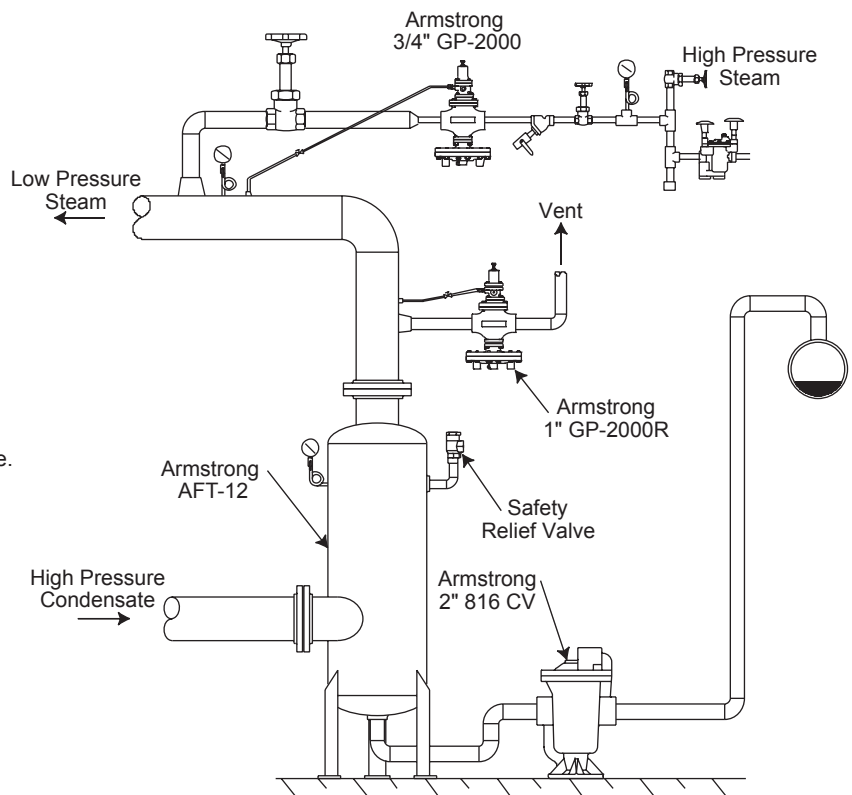 Armstrong
3/4" GP-2000
High Pressure
Steam
Low Pressure
Steam
Vent
Armstrong
1" GP-2000R
e.
Armstrong
AFT-12
Safety
Relief Valve
High Pressure
Condensate
Armstrong
2" 816 CV